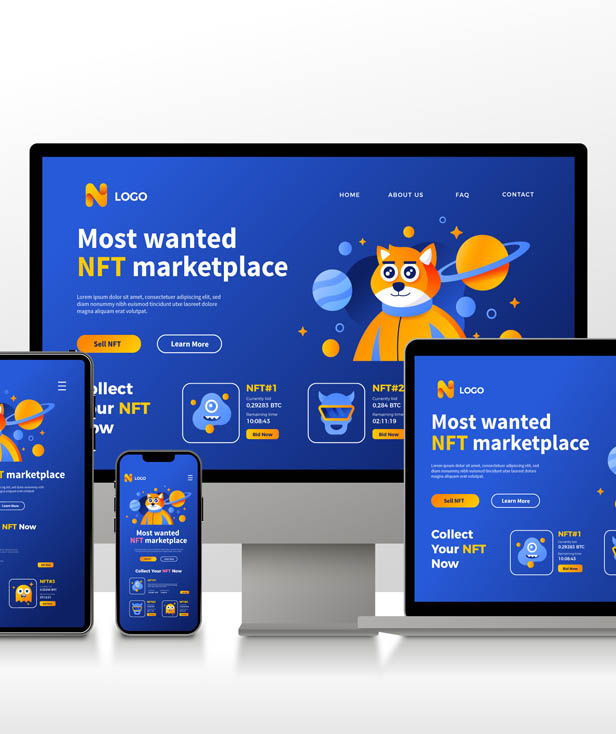 LOGO
HOME
ABOUT US
FAQ
CONTACT
Most wanted
NFT marketplace
Lorem ipsum dolor sit amet, consectetuer adipiscing elit, sed
diam nonummy nibh euismod tincidunt ut laoreet dolore
magna aliquam erat volutpat.
Sell NFT
Learn More
ollect
ur NFT
NFT#1
Currently bid
0,29283 BTC
Remaining time
10:08:43
Bid Now
NFT#2
Currently bid
0,284 BTC
Remaining time
02:11:19
Bid Now
T marketplace
Learn More
NFT Now
NFT#3
LOGO
Most wanted
NFT marketplace
Collect Your NFT Now
LOGO
Most wanted
NFT marketplace
Lorem ipsum dolor sit amet, consectetuer adipiscing elit, sed
diam nonummy nibh euismod tincidunt ut laoreet dolore
magna aliquam erat volutpat.
Sell NFT
Learn More
Collect
Your NFT
Now
NFT#1
Currently bid
0,29283 BTC
Remaining time
10:08:43
Bid Now